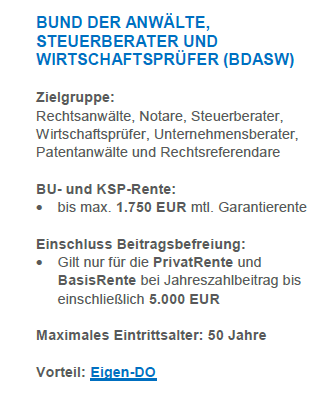 BUND DER ANWÄLTE,
STEUERBERATER UND
WIRTSCHAFTSPRÜFER (BDASW)
Zielgruppe:
Rechtsanwälte, Notare, Steuerberater,
Wirtschaftsprüfer, Unternehmensberater,
Patentanwälte und Rechtsreferendare
BU- und KSP-Rente:
• bis max. 1.750 EUR mtl. Garantierente
Einschluss Beitragsbefreiung:
• Gilt nur für die PrivatRente und
BasisRente bei Jahreszahlbeitrag bis
einschließlich 5.000 EUR
Maximales Eintrittsalter: 50 Jahre
Vorteil: Eigen-DO